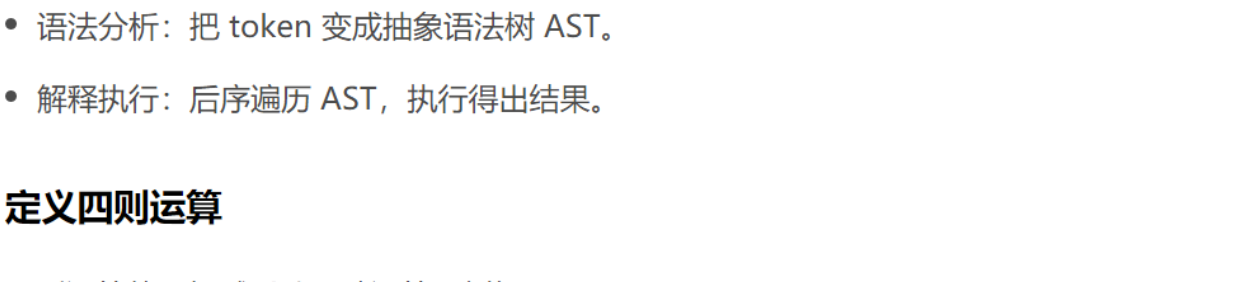 语法分析：把 token 变成抽象语法树 AST。
解释执行：后序遍历 AST，执行得出结果。
定义四则运算